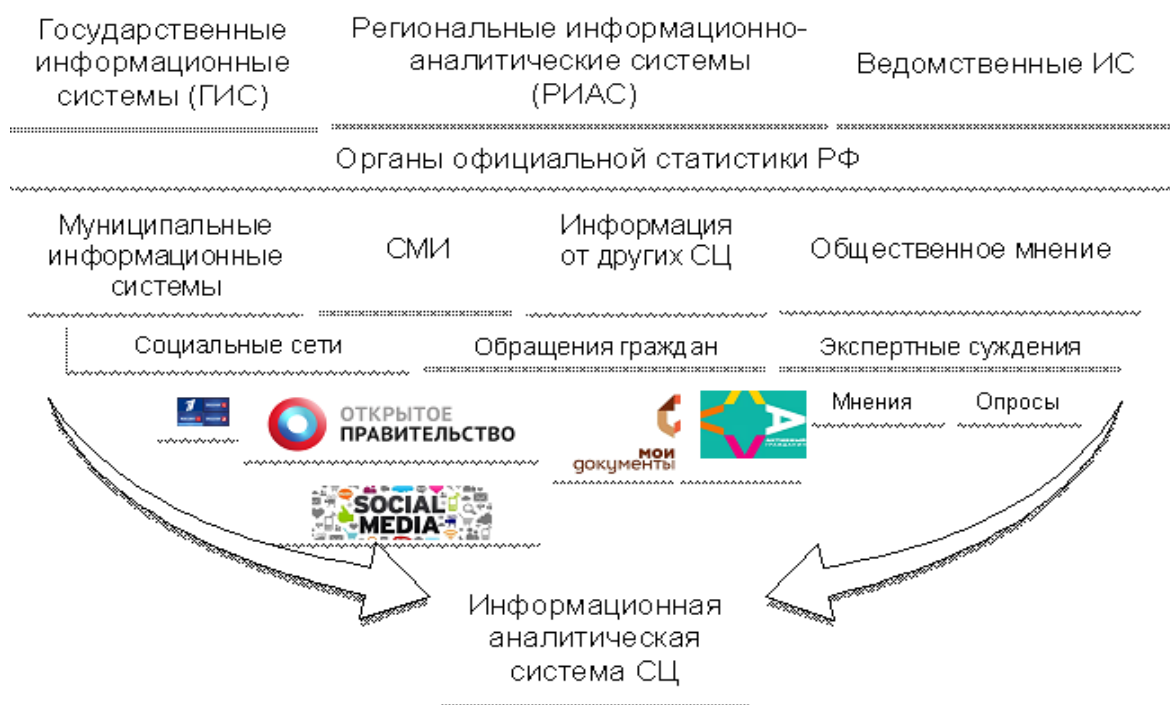 Государственные
информационные
системы (ГИС)
Региональные информационно-
аналитические системы
(РИАС)
Ведомственные ИС
Органы официальной статистики РФ
Муниципальные
информационные
системы
СМИ
Информация
от других СЦ
Общественное мнение
Социальные сети
Обращения граждан
Экспертные суждения
ОТКРЫТОЕ
ПРАВИТЕЛЬСТВО
мои
документы
Мнения
Опросы
SOCIAL
MEDIA
Информационная
аналитическая
система СЦ